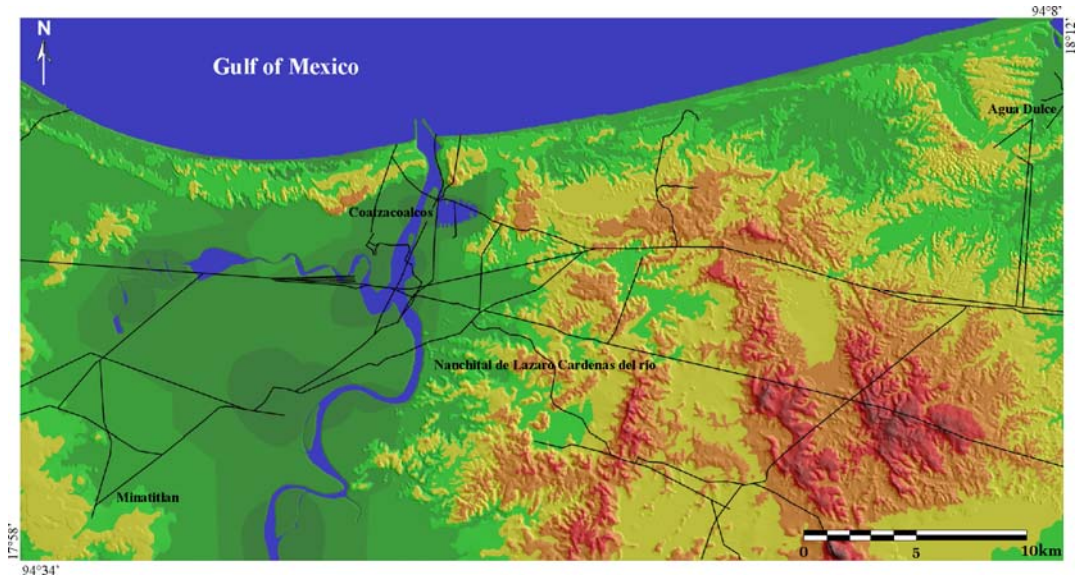 94°8'
18°12'
N
Gulf of Mexico
Agua Dulce
Coatzacoalcos
Nanchital de Lazaro Cardenas del rio
Minatitlan
17°58'
94°34'
0 5 10km